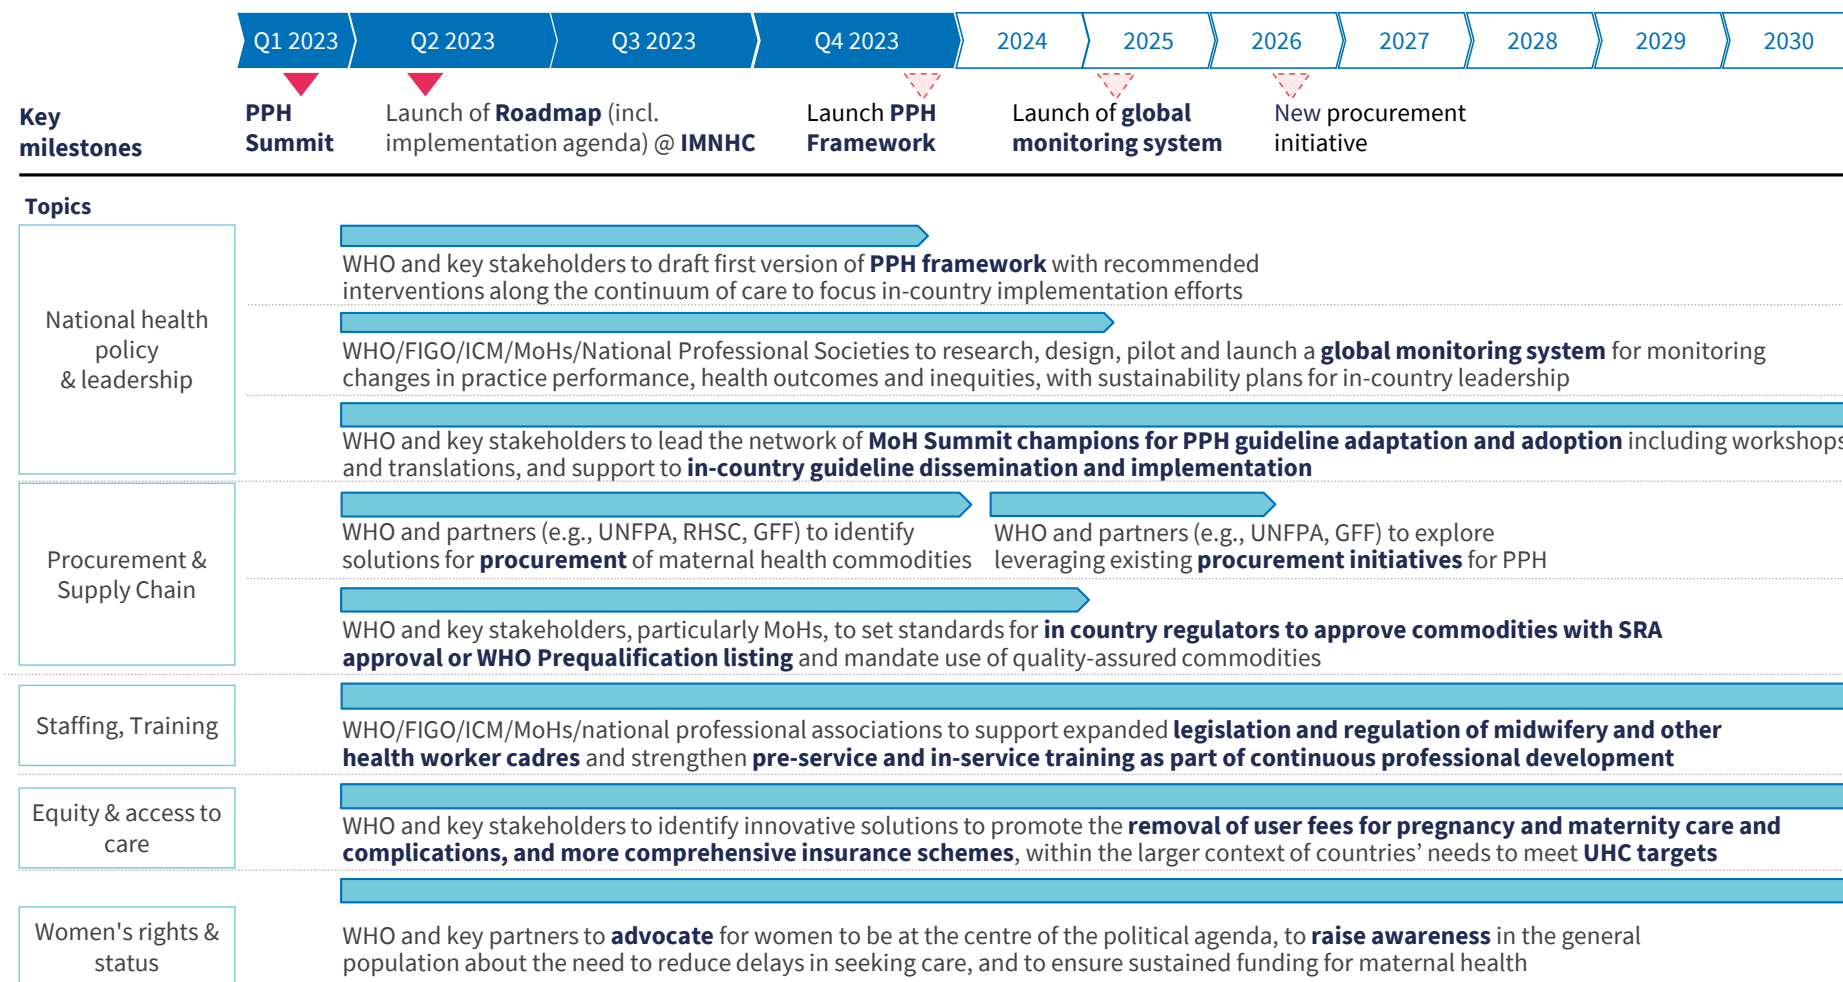 Q1 2023 Q2 2023 Q3 2023 Q4 2023 2024 2025 2026 2027 2028 2029 2030
Key
milestones
PPH
Summit
Launch of Roadmap (incl.
implementation agenda) @ IMNHC
Launch PPH
Framework
Launch of global
monitoring system
New procurement
initiative
Topics
National health
policy
& leadership
WHO and key stakeholders to draft first version of PPH framework with recommended
interventions along the continuum of care to focus in-country implementation efforts
WHO/FIGO/ICM/MoHs/National Professional Societies to research, design, pilot and launch a global monitoring system for monitoring
changes in practice performance, health outcomes and inequities, with sustainability plans for in-country leadership
WHO and key stakeholders to lead the network of MoH Summit champions for PPH guideline adaptation and adoption including workshops
and translations, and support to in-country guideline dissemination and implementation
Procurement &
Supply Chain
WHO and partners (e.g., UNFPA, RHSC, GFF) to identify
solutions for procurement of maternal health commodities
WHO and partners (e.g., UNFPA, GFF) to explore
leveraging existing procurement initiatives for PPH
WHO and key stakeholders, particularly MoHs, to set standards for in country regulators to approve commodities with SRA
approval or WHO Prequalification listing and mandate use of quality-assured commodities
Staffing, Training
WHO/FIGO/ICM/MoHs/national professional associations to support expanded legislation and regulation of midwifery and other
health worker cadres and strengthen pre-service and in-service training as part of continuous professional development
Equity & access to
care
WHO and key stakeholders to identify innovative solutions to promote the removal of user fees for pregnancy and maternity care and
complications, and more comprehensive insurance schemes, within the larger context of countries’ needs to meet UHC targets
Women's rights &
status
WHO and key partners to advocate for women to be at the centre of the political agenda, to raise awareness in the general
population about the need to reduce delays in seeking care, and to ensure sustained funding for maternal health